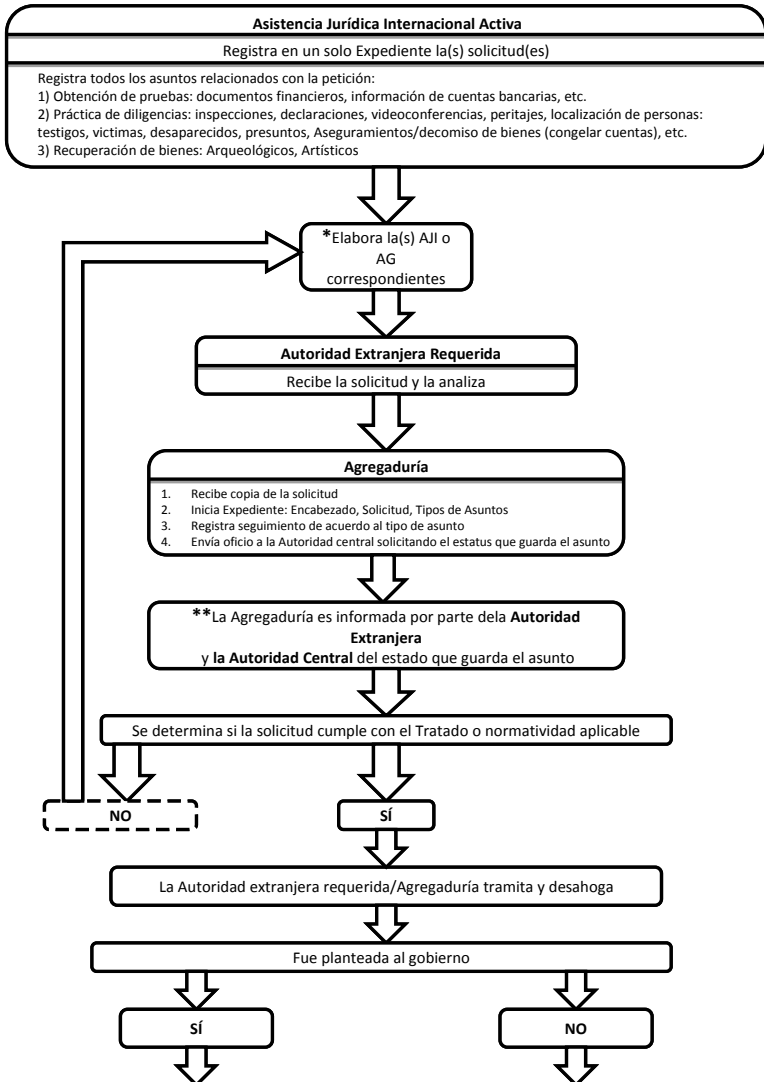 Asistencia Jurídica Internacional Activa
Registra en un solo Expediente la(s) solicitud(es)
Registra todos los asuntos relacionados con la petición:
1) Obtención de pruebas: documentos financieros, información de cuentas bancarias, etc.
2) Práctica de diligencias: inspecciones, declaraciones, videoconferencias, peritajes, localización de personas:
testigos, victimas, desaparecidos, presuntos, Aseguramientos/decomiso de bienes (congelar cuentas), etc.
3) Recuperación de bienes: Arqueológicos, Artísticos
*Elabora la(s) AJI o
AG
correspondientes
Autoridad Extranjera Requerida
Recibe la solicitud y la analiza
Agregaduría
1. Recibe copia de la solicitud
2. Inicia Expediente: Encabezado, Solicitud, Tipos de Asuntos
3. Registra seguimiento de acuerdo al tipo de asunto
4. Envía oficio a la Autoridad central solicitando el estatus que guarda el asunto
**La Agregaduría es informada por parte dela Autoridad
Extranjera
y la Autoridad Central del estado que guarda el asunto
Se determina si la solicitud cumple con el Tratado o normatividad aplicable
NO
SÍ
La Autoridad extranjera requerida/Agregaduría tramita y desahoga
Fue planteada al gobierno
SÍ
NO